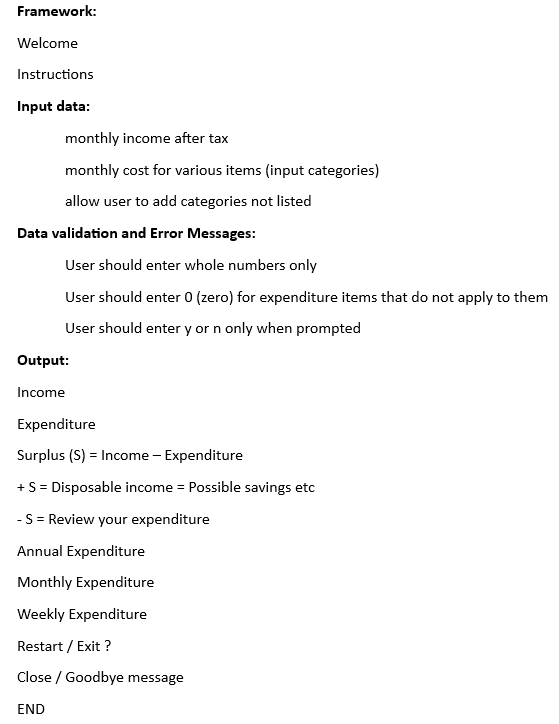 Framework:
Welcome
Instructions
Input data:
monthly income after tax
monthly cost for various items (input categories)
allow user to add categories not listed
Data validation and Error Messages:
User should enter whole numbers only
User should enter 0 (zero) for expenditure items that do not apply to them
User should enter y or n only when prompted
Output:
Income
Expenditure
Surplus (S) = Income – Expenditure
+ S = Disposable income = Possible savings etc
- S = Review your expenditure
Annual Expenditure
Monthly Expenditure
Weekly Expenditure
Restart / Exit ?
Close / Goodbye message
END